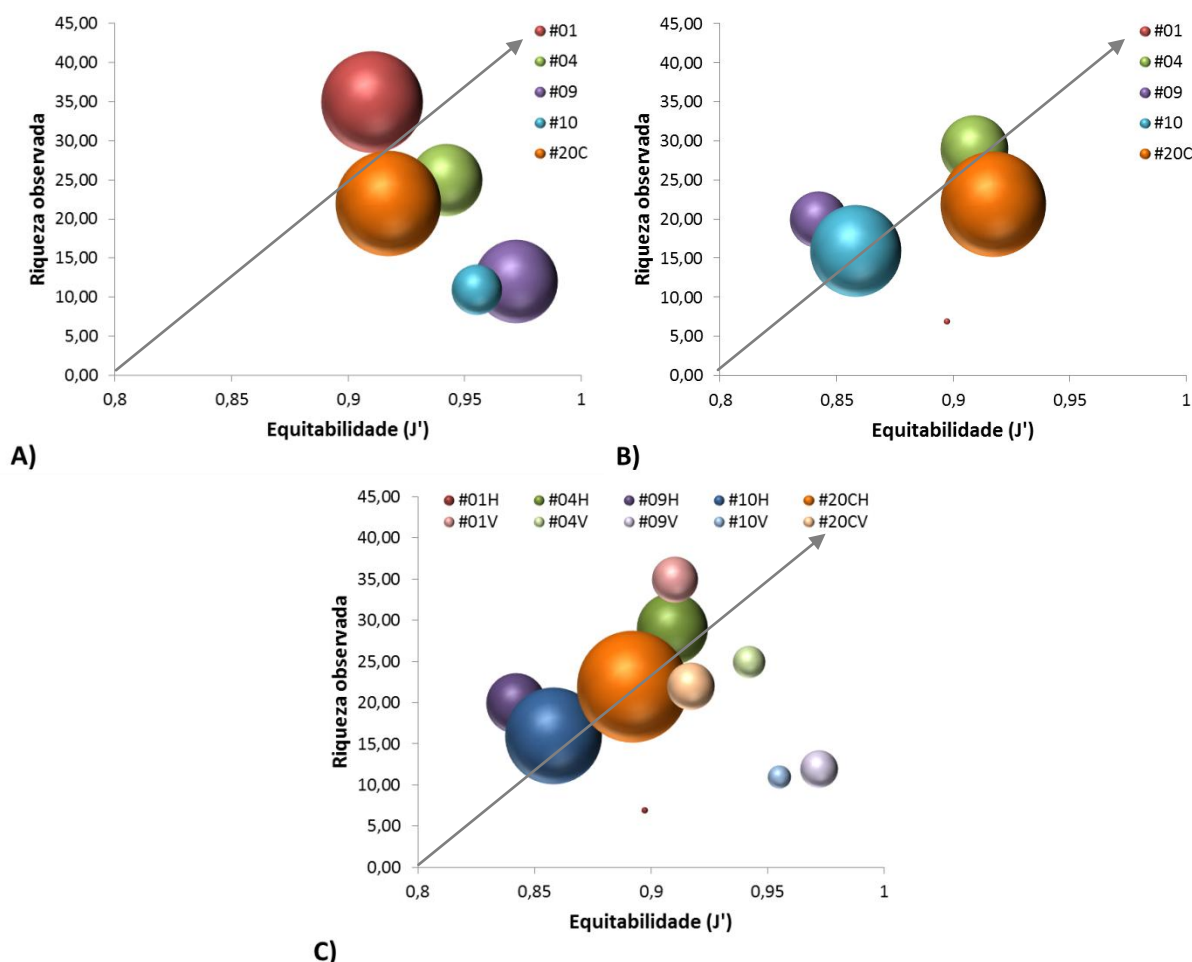 45,00
40,00
35,00
30,00
25,00
20,00
15,00
10,00
5,00
0,00
Riqueza observada
0,8 0,85 0,9 0,95 1
Equitabilidade (J')
#01
#04
#09
#10
#20C
A)
45,00
40,00
35,00
30,00
25,00
20,00
15,00
10,00
5,00
0,00
Riqueza observada
0,8 0,85 0,9 0,95 1
Equitabilidade (J')
#01
#04
#09
#10
#20C
B)
#01H #04H #09H #10H #20CH
#01V #04V #09V #10V #20CV
45,00
40,00
35,00
30,00
25,00
20,00
15,00
10,00
5,00
0,00
Riqueza observada
0,8 0,85 0,9 0,95 1
Equitabilidade (J')
C)